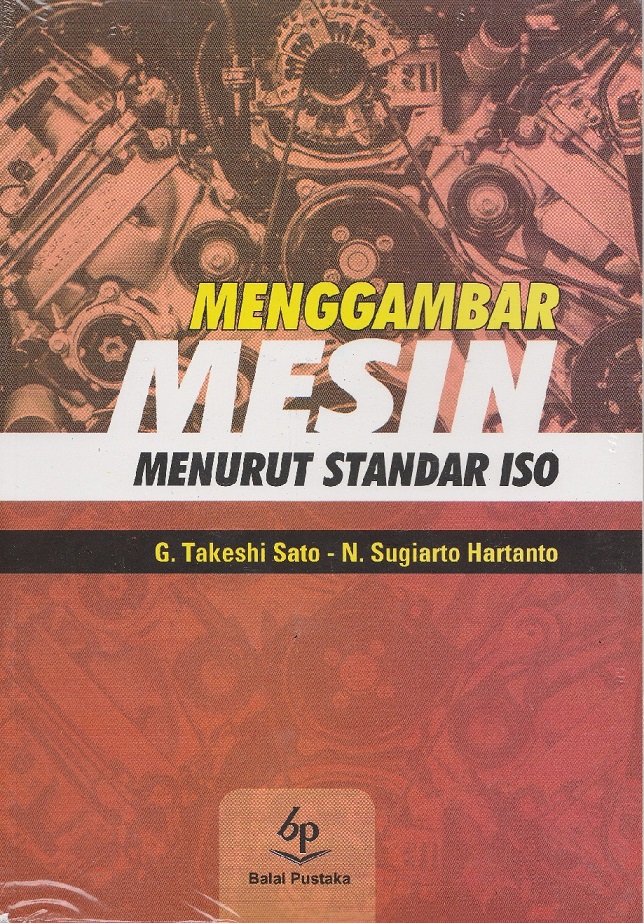 MENGGAMBAR
MESIN
MENURUT STANDAR ISO
G. Takeshi Sato - N. Sugiarto Hartanto
bp
Balai Pustaka